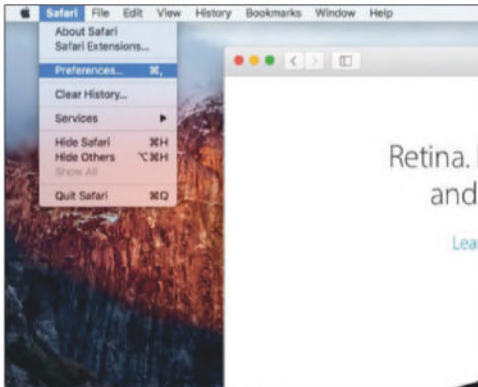 Safari File Edit View History Bookmarks Window Help
About Safari
Safari Extensions...
Preferences... ⌘,
Clear History...
Services
Hide Safari ⌘H
Hide Others ⌥⌘H
Show All
Quit Safari ⌘Q
Retina.
and
Lea